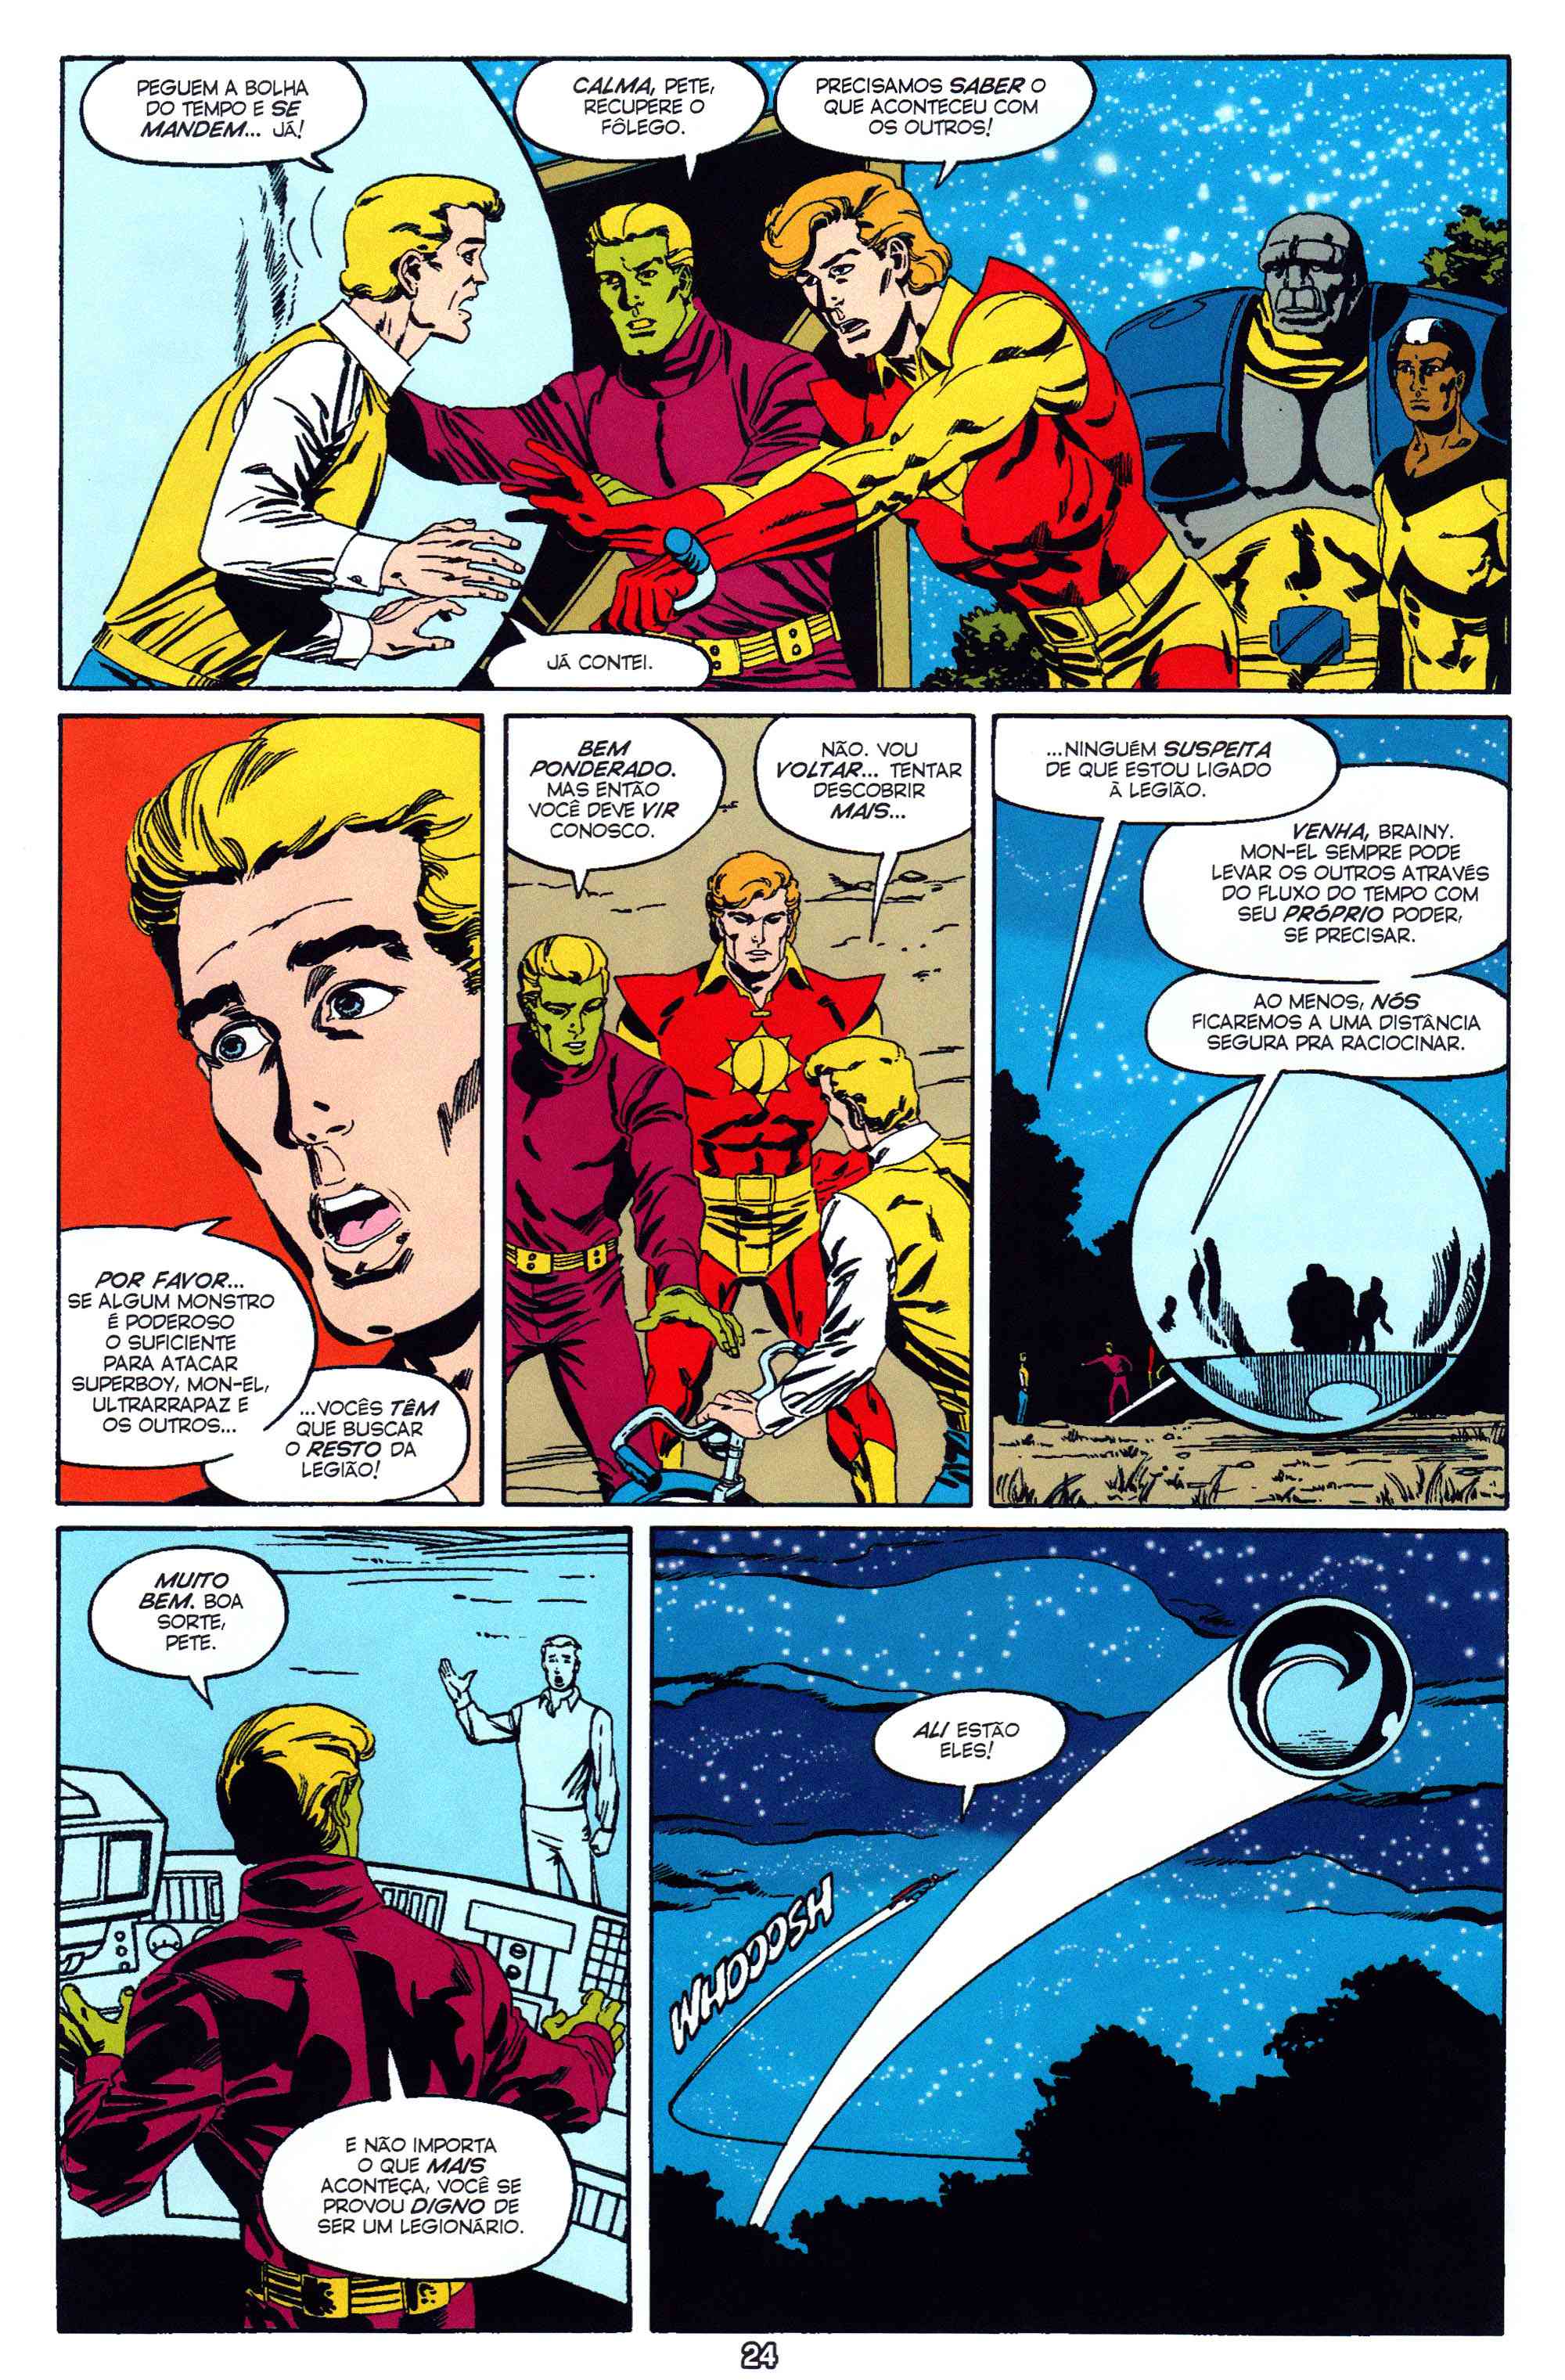 PEGUEM A BOLHA
DO TEMPO E SE
MANDEM... JÁ!
CALMA, PETE,
RECUPERE O
FÔLEGO.
PRECISAMOS SABER O
QUE ACONTECEU COM
OS OUTROS!
JÁ CONTEI.
POR FAVOR...
SE ALGUM MONSTRO
É PODEROSO
O SUFICIENTE
PARA ATACAR
SUPERBOY, MON-EL,
ULTRARRAPAZ E
OS OUTROS...
...VOCÊS TÊM
QUE BUSCAR
O RESTO DA
LEGIÃO!
BEM
PONDERADO.
MAS ENTÃO
VOCÊ DEVE VIR
CONOSCO.
NÃO. VOU
VOLTAR... TENTAR
DESCOBRIR
MAIS...
...NINGUÉM SUSPEITA
DE QUE ESTOU LIGADO
À LEGIÃO.
VENHA, BRAINY.
MON-EL SEMPRE PODE
LEVAR OS OUTROS ATRAVÉS
DO FLUXO DO TEMPO COM
SEU PRÓPRIO PODER,
SE PRECISAR.
AO MENOS, NÓS
FICAREMOS A UMA DISTÂNCIA
SEGURA PRA RACIOCINAR.
MUITO
BEM. BOA
SORTE,
PETE.
E NÃO IMPORTA
O QUE MAIS
ACONTEÇA, VOCÊ SE
PROVOU DIGNO DE
SER UM LEGIONÁRIO.
ALI ESTÃO
ELES!
WHOOOSH
24